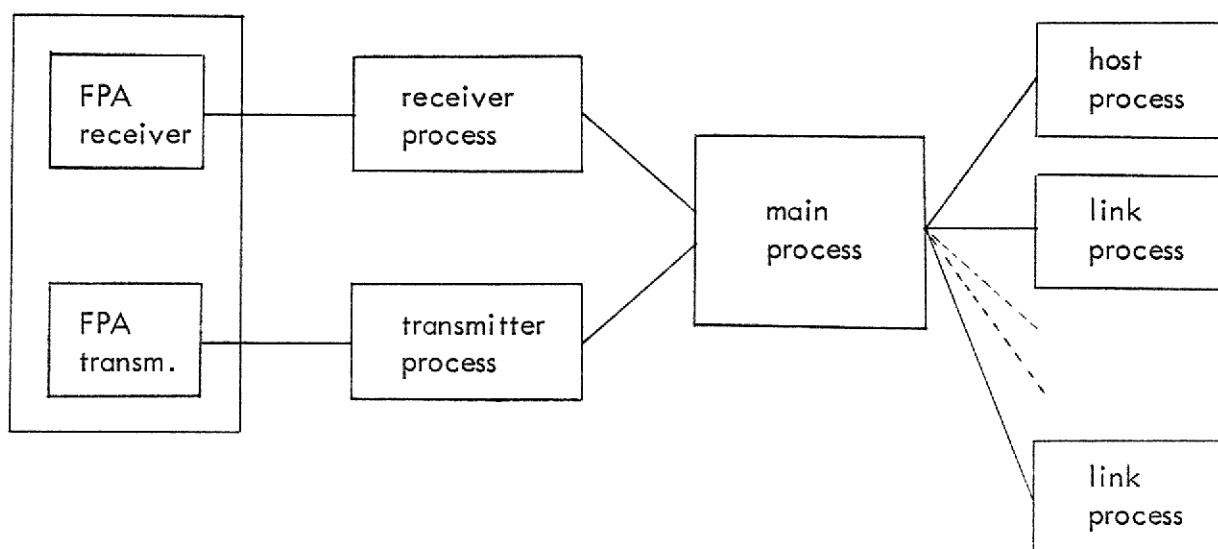 FPA
receiver
receiver
process
main
process
host
process
link
process
FPA
transm.
transmitter
process
link
process